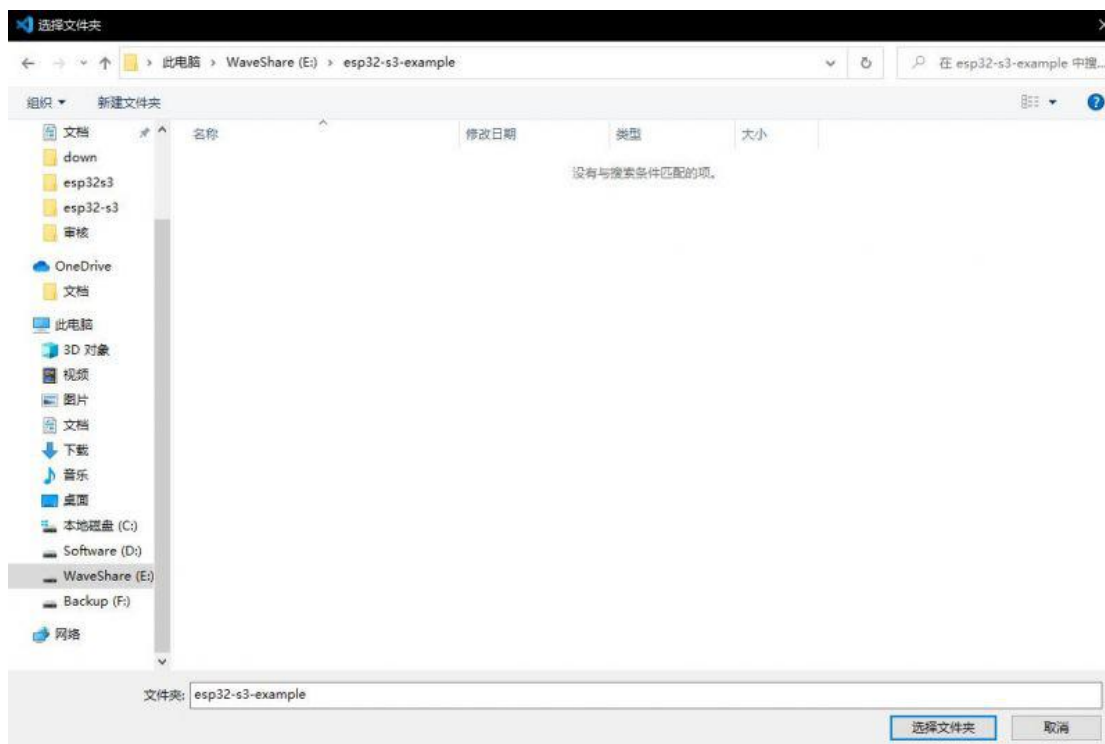 选择文件夹
此电脑 › WaveShare (E:) › esp32-s3-example
在 esp32-s3-example 中搜...
组织 新建文件夹
名称 修改日期 类型 大小
没有与搜索条件匹配的项。
文档
down
esp32s3
esp32-s3
审核
OneDrive
文档
此电脑
3D 对象
视频
图片
文档
下载
音乐
桌面
本地磁盘 (C:)
Software (D:)
WaveShare (E:)
Backup (F:)
网络
文件夹: esp32-s3-example
选择文件夹 取消